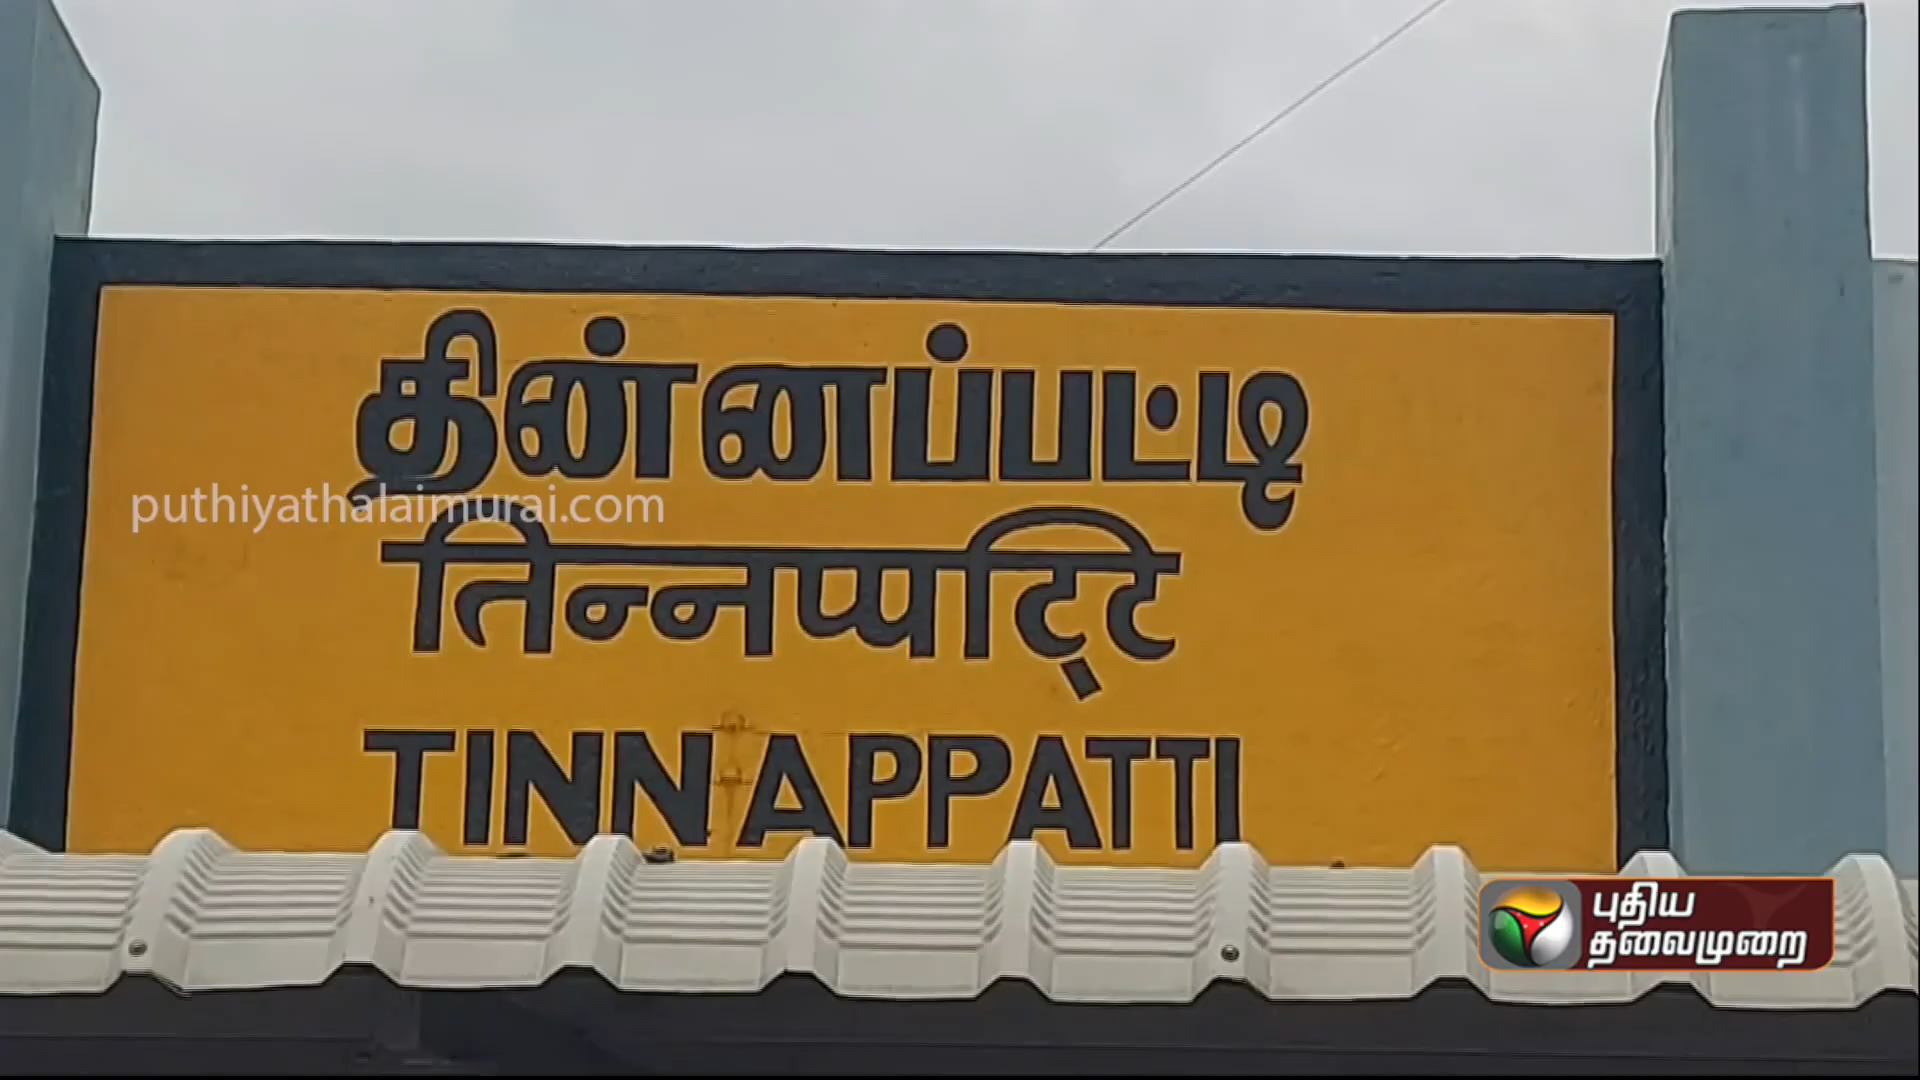 தின்னப்பட்டி
puthiyathalaimurai.com
तिन्नप्पट्टि
TINNAPPATTI
புதிய
தலைமுறை